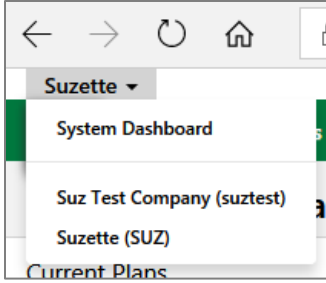 Suzette
System Dashboard
Suz Test Company (suztest)
Suzette (SUZ)
Current Plans